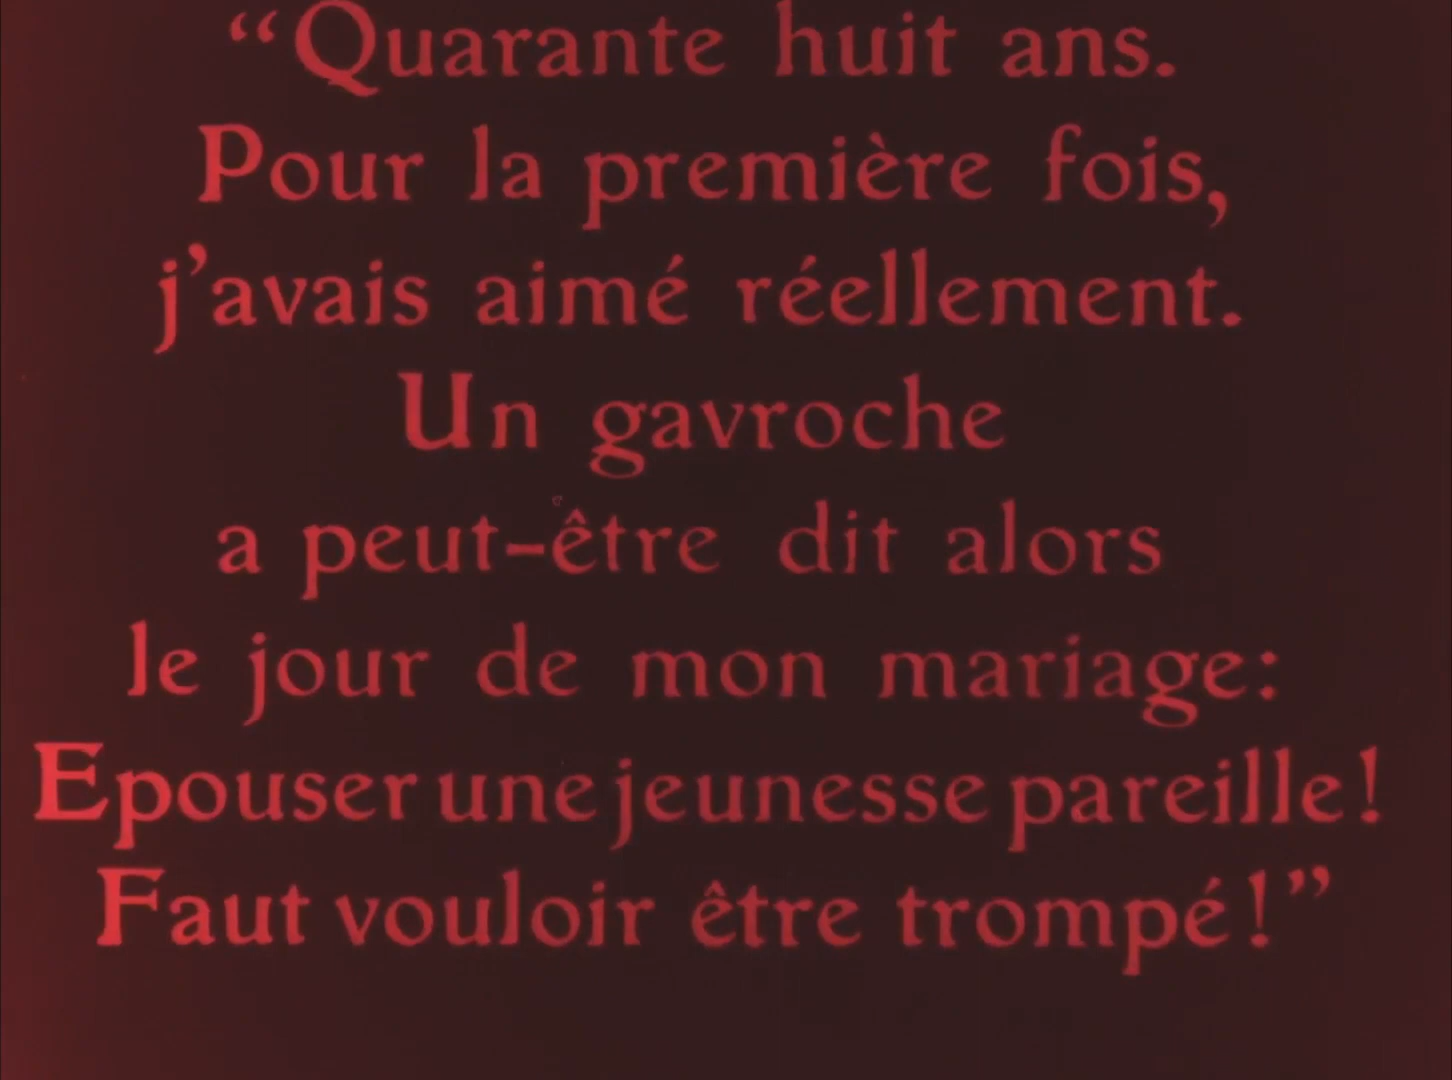 “Quarante huit ans.
Pour la première fois,
j’avais aimé réellement.
Un gavroche
a peut-être dit alors
le jour de mon mariage:
Epouser une jeunesse pareille!
Faut vouloir être trompé!”